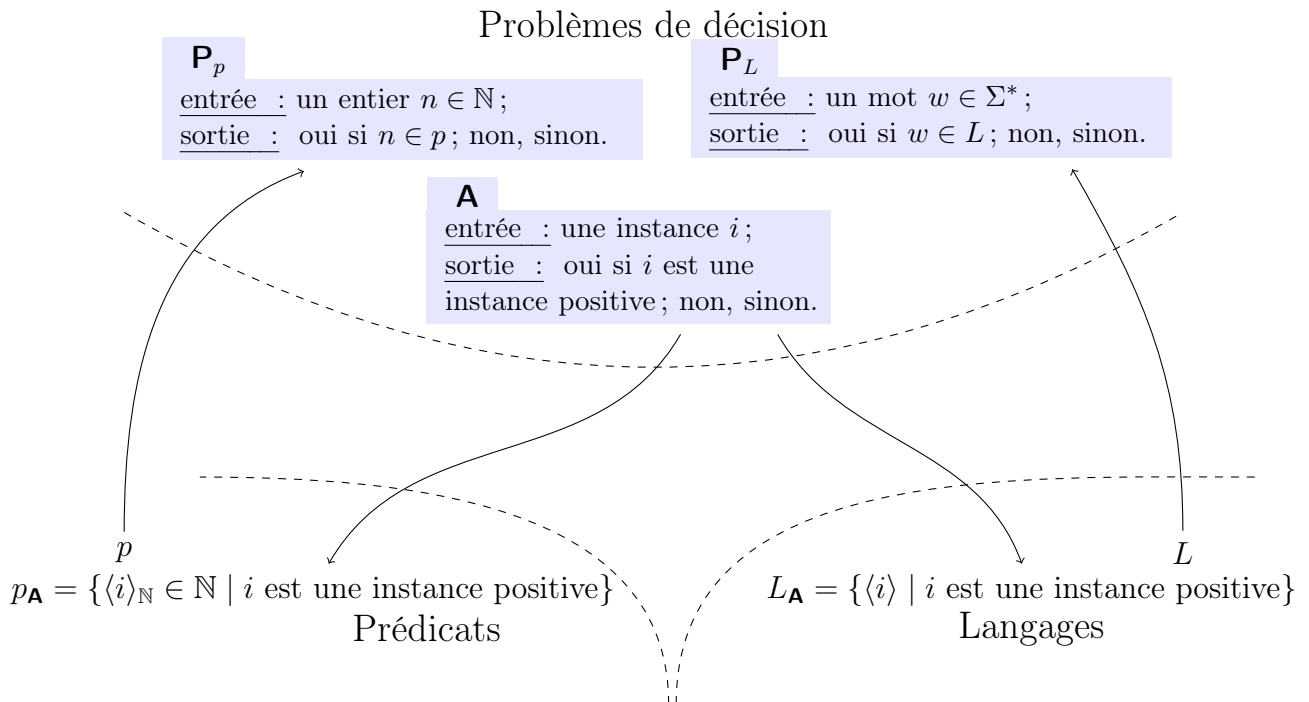 Problèmes de décision
P_p
entrée : un entier n ∈ ℕ ;
sortie : oui si n ∈ p ; non, sinon.
P_L
entrée : un mot w ∈ Σ* ;
sortie : oui si w ∈ L ; non, sinon.
A
entrée : une instance i ;
sortie : oui si i est une
instance positive ; non, sinon.
p
p_A = {⟨i⟩_ℕ ∈ ℕ | i est une instance positive}
Prédicats
L
L_A = {⟨i⟩ | i est une instance positive}
Langages